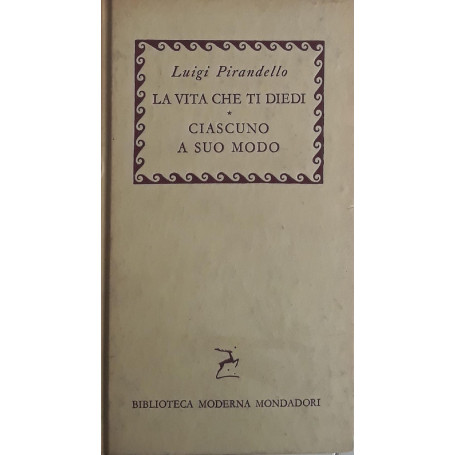 Luigi Pirandello
LA VITA CHE TI DIEDI
*
CIASCUNO
A SUO MODO
BIBLIOTECA MODERNA MONDADORI